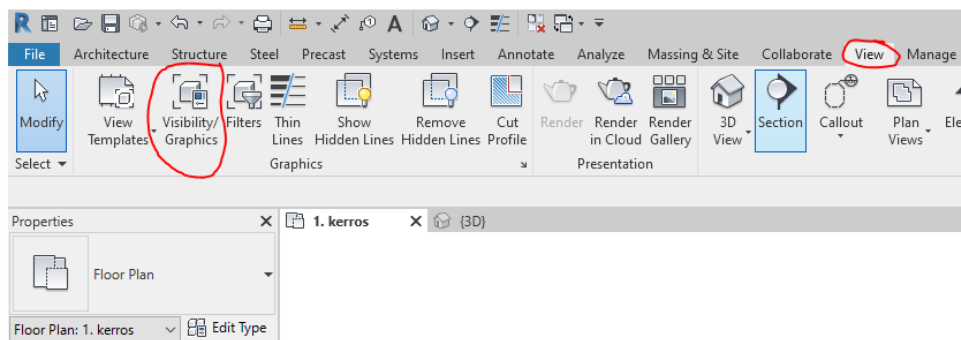 File Architecture Structure Steel Precast Systems Insert Annotate Analyze Massing & Site Collaborate View Manage
Modify View Visibility/ Filters Thin Show Remove Cut Render Render Render 3D Section Callout Plan Ele
Templates Graphics Lines Hidden Lines Hidden Lines Profile in Cloud Gallery View Views
Select Graphics Presentation
Properties 1. kerros {3D}
Floor Plan
Floor Plan: 1. kerros Edit Type